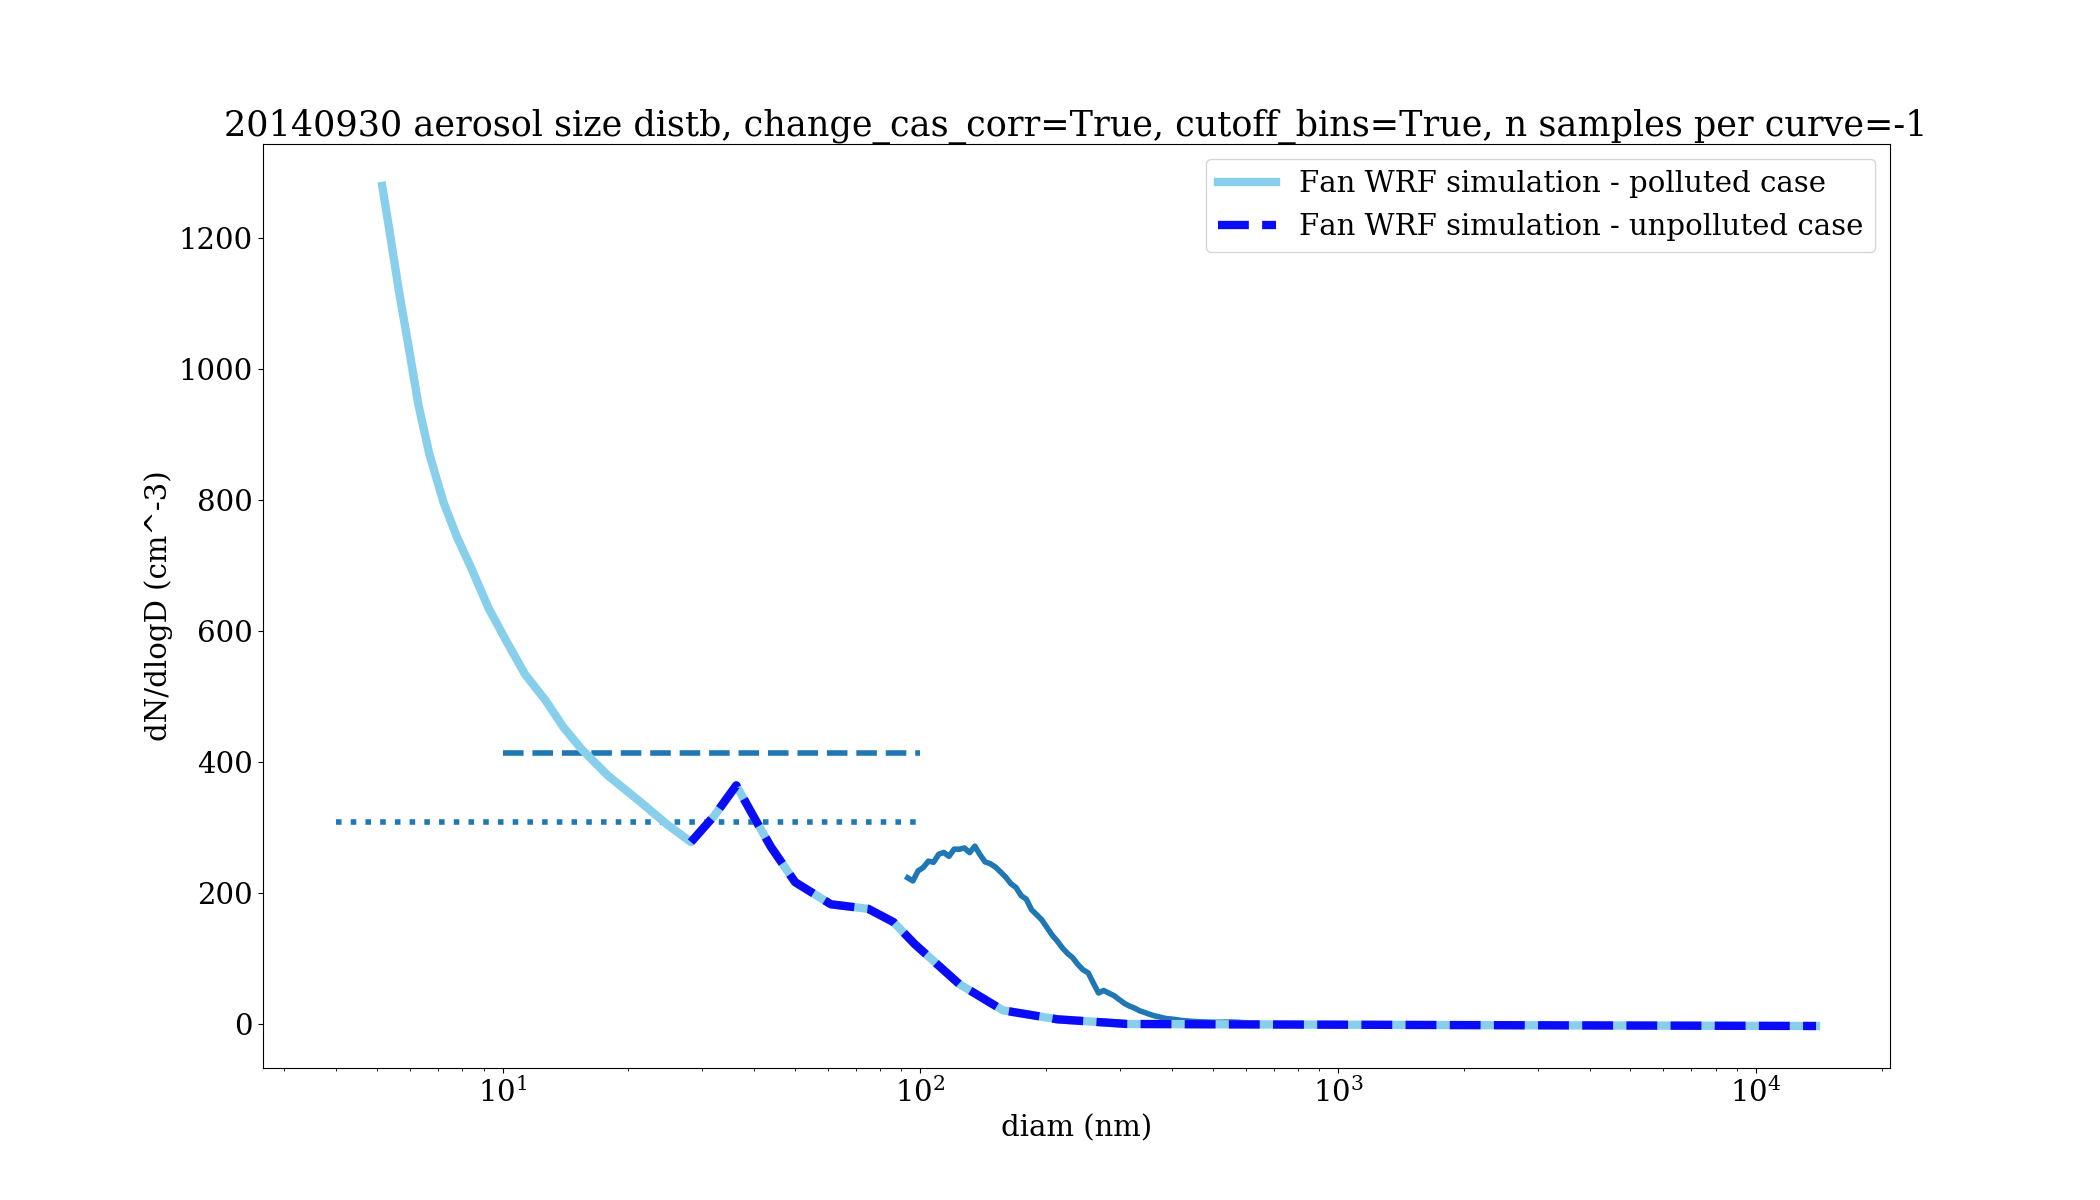 20140930 aerosol size distb, change_cas_corr=True, cutoff_bins=True, n samples per curve=-1
Fan WRF simulation - polluted case
Fan WRF simulation - unpolluted case
dN/dlogD (cm^-3)
1200
1000
800
600
400
200
0
10¹
10²
10³
10⁴
diam (nm)